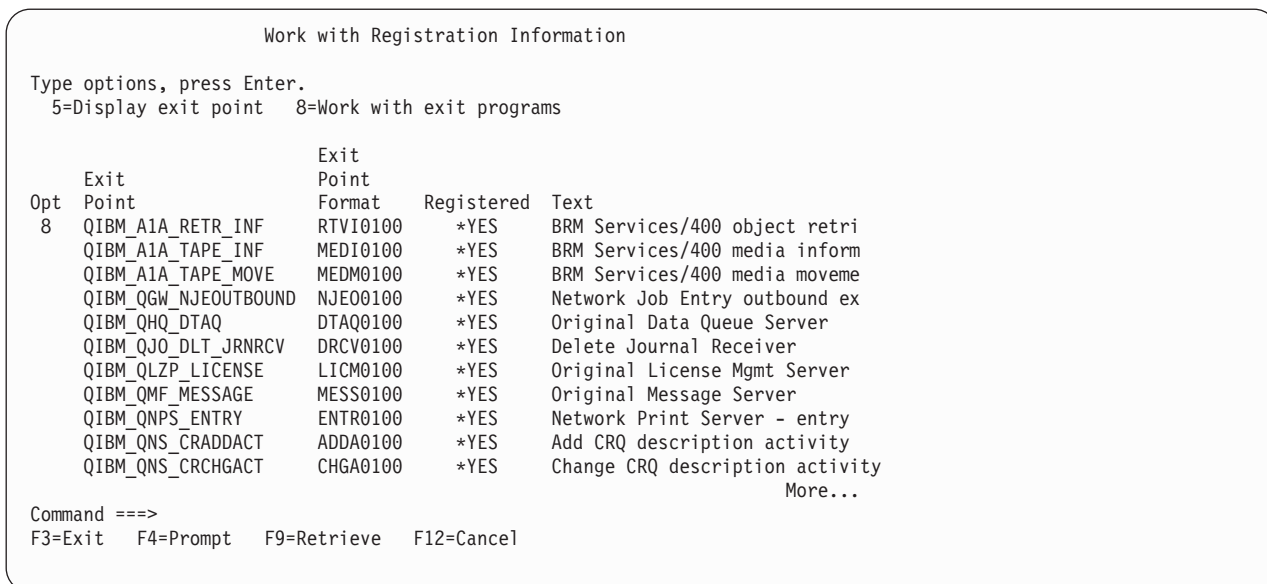 Work with Registration Information
Type options, press Enter.
5=Display exit point   8=Work with exit programs
Exit
Exit Point
Opt Point Format Registered Text
8 QIBM_A1A_RETR_INF RTVI0100 *YES BRM Services/400 object retri
QIBM_A1A_TAPE_INF MEDI0100 *YES BRM Services/400 media inform
QIBM_A1A_TAPE_MOVE MEDM0100 *YES BRM Services/400 media moveme
QIBM_QGW_NJEOUTBOUND NJEO0100 *YES Network Job Entry outbound ex
QIBM_QHQ_DTAQ DTAQ0100 *YES Original Data Queue Server
QIBM_QJO_DLT_JRNRCV DRCV0100 *YES Delete Journal Receiver
QIBM_QLZP_LICENSE LICM0100 *YES Original License Mgmt Server
QIBM_QMF_MESSAGE MESS0100 *YES Original Message Server
QIBM_QNPS_ENTRY ENTR0100 *YES Network Print Server - entry
QIBM_QNS_CRADDACT ADDA0100 *YES Add CRQ description activity
QIBM_QNS_CRCHGACT CHGA0100 *YES Change CRQ description activity
More...
Command ===>
F3=Exit   F4=Prompt   F9=Retrieve   F12=Cancel